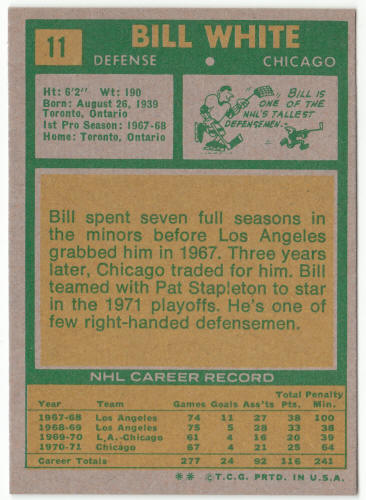 11
BILL WHITE
DEFENSE • CHICAGO
Ht: 6'2" Wt: 190
Born: August 26, 1939
Toronto, Ontario
1st Pro Season: 1967-68
Home: Toronto, Ontario
BILL IS
ONE OF THE
NHL'S TALLEST
DEFENSEMEN-
Bill spent seven full seasons in
the minors before Los Angeles
grabbed him in 1967. Three years
later, Chicago traded for him. Bill
teamed with Pat Stapleton to star
in the 1971 playoffs. He's one of
few right-handed defensemen.
NHL CAREER RECORD
Total Penalty
Year Team Games Goals Ass'ts Pts. Min.
1967-68 Los Angeles 74 11 27 38 100
1968-69 Los Angeles 75 5 28 33 38
1969-70 L.A.-Chicago 61 4 16 20 39
1970-71 Chicago 67 4 21 25 64
Career Totals 277 24 92 116 241
** ©T.C.G. PRTD. IN U.S.A.